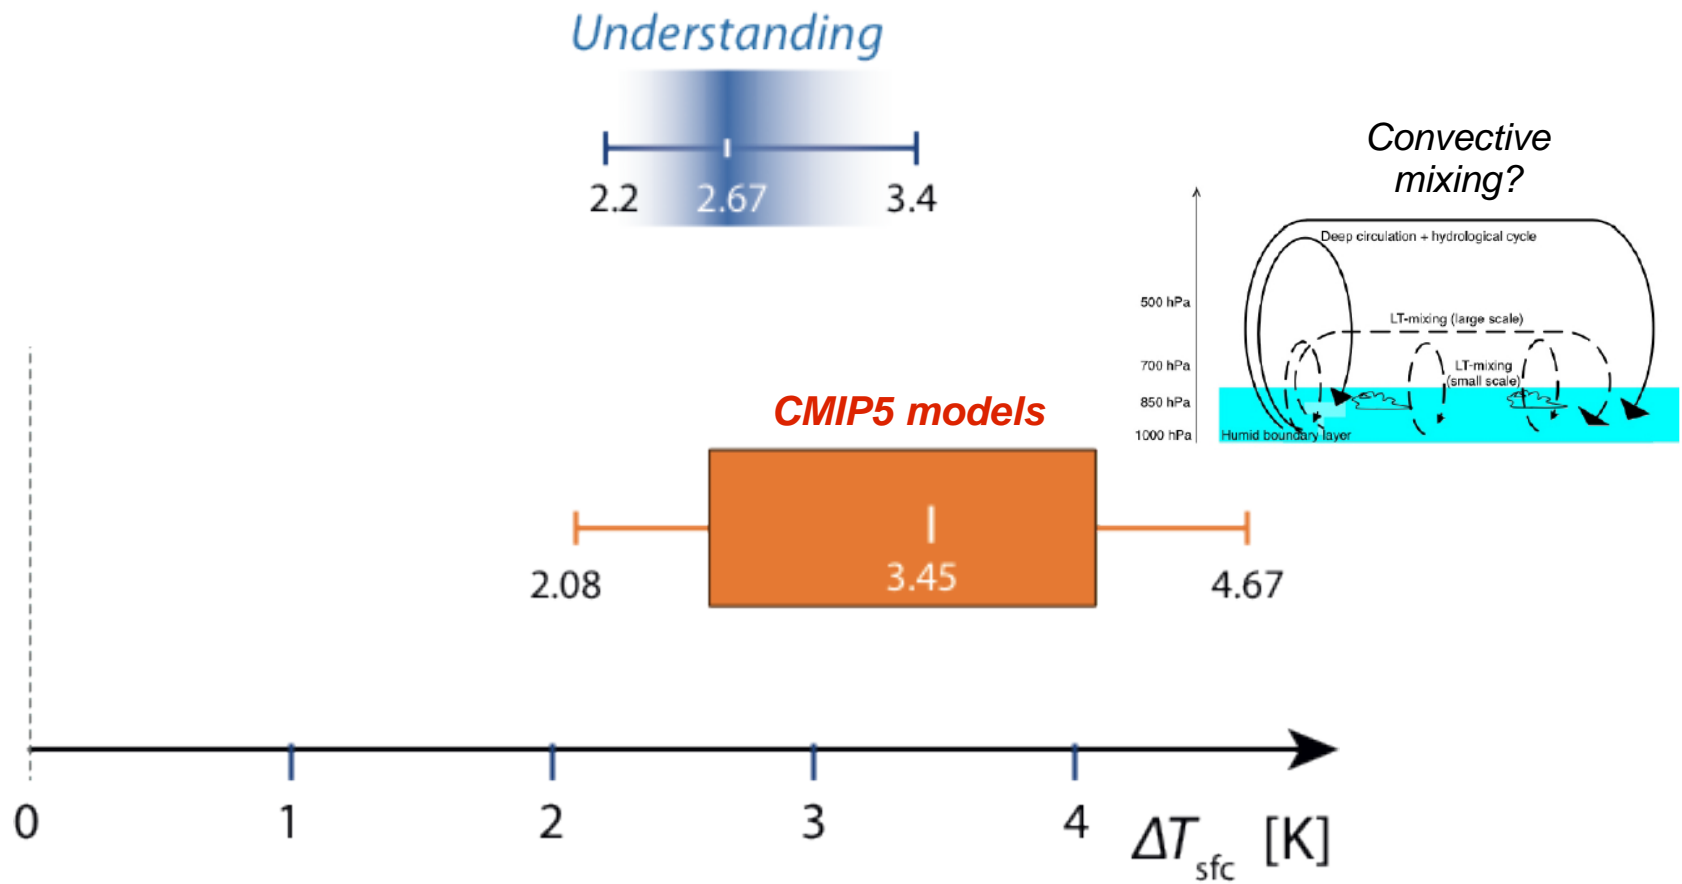 Understanding
2.2 2.67 3.4
Convective
mixing?
Deep circulation + hydrological cycle
500 hPa
LT-mixing (large scale)
700 hPa
LT-mixing
(small scale)
850 hPa
1000 hPa
Humid boundary layer
CMIP5 models
3.45
2.08 4.67
0 1 2 3 4 ΔTsfc [K]